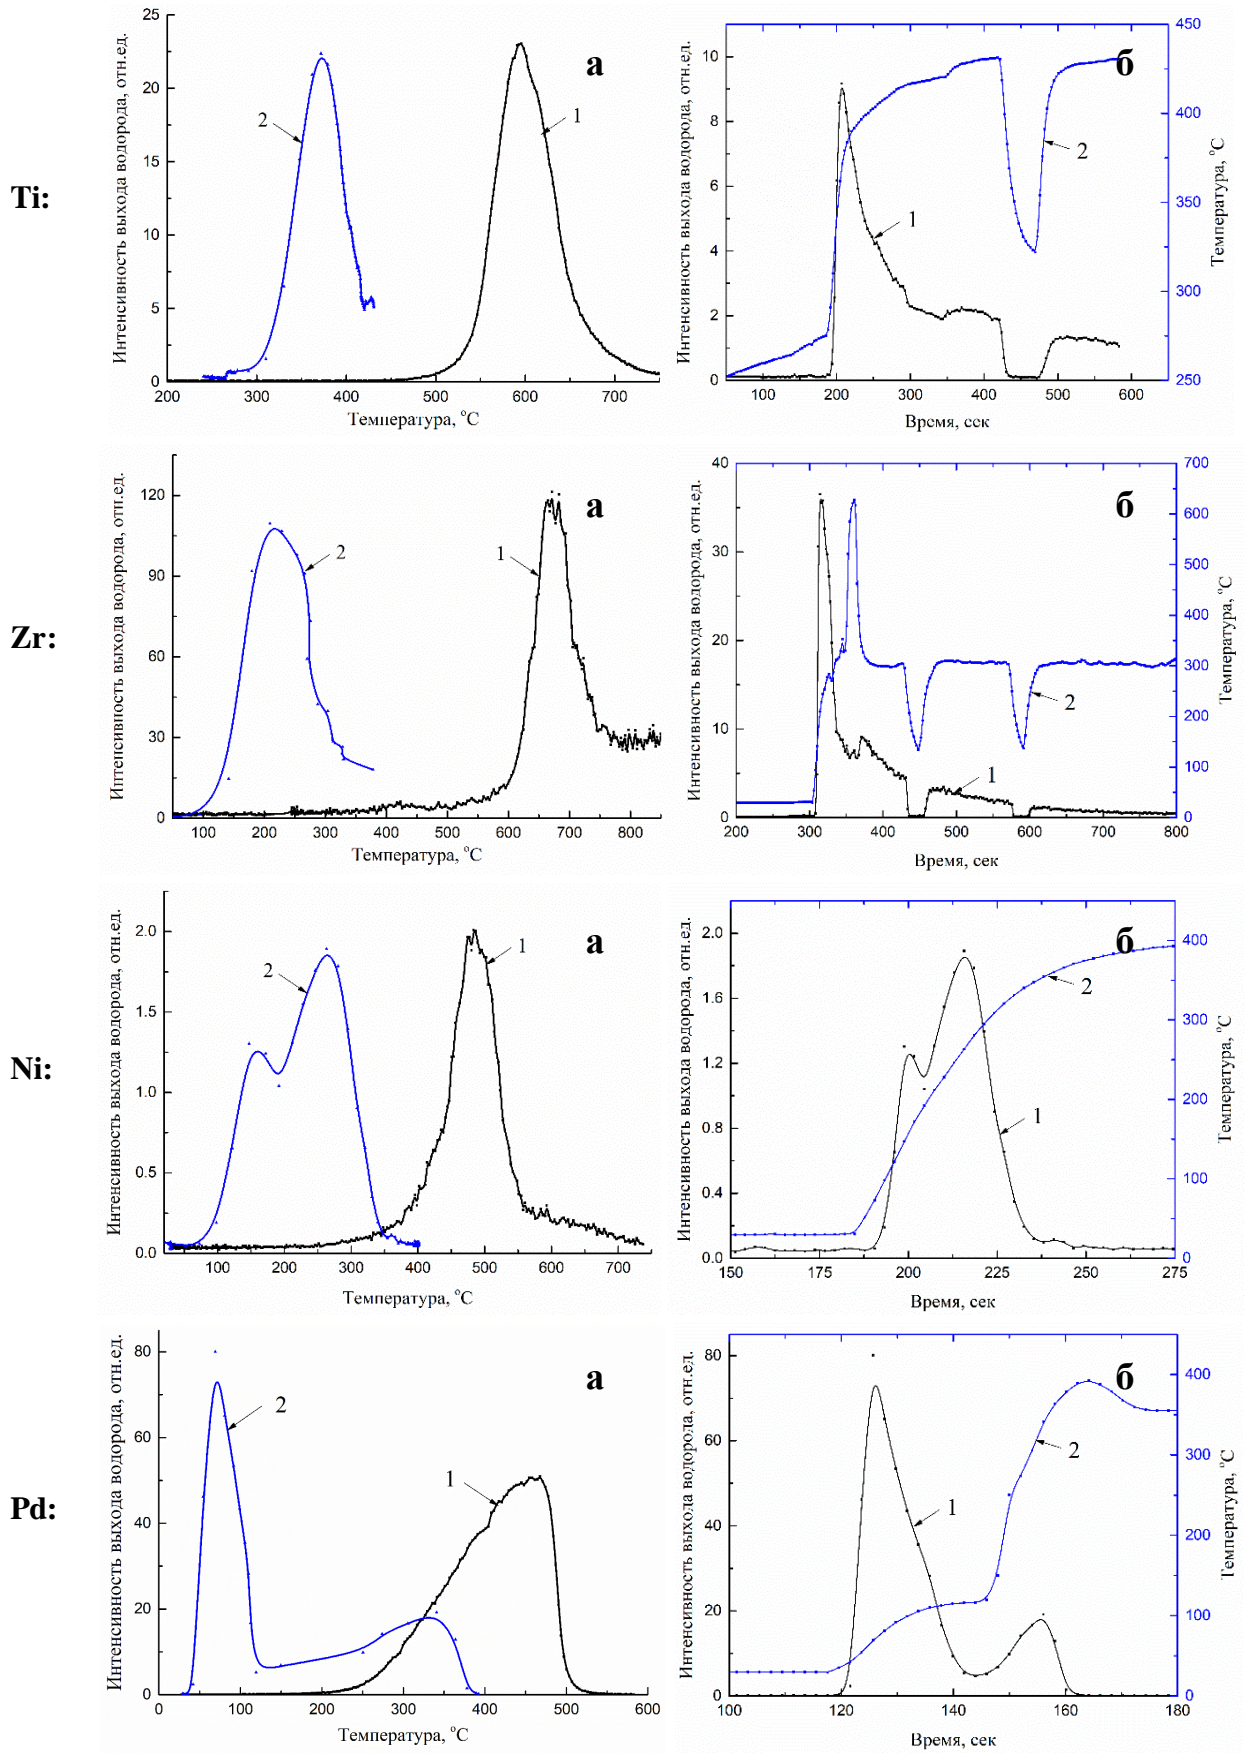 Ti:
Интенсивность выхода водорода, отн.ед.
25
20
15
10
5
0
а
2
1
200 300 400 500 600 700
Температура, °C
Интенсивность выхода водорода, отн.ед.
10
8
6
4
2
0
б
1
2
450
400
350
300
250
Температура, °C
100 200 300 400 500 600
Время, сек
Zr:
Интенсивность выхода водорода, отн.ед.
120
90
60
30
0
а
2
1
100 200 300 400 500 600 700 800
Температура, °C
Интенсивность выхода водорода, отн.ед.
40
30
20
10
0
б
1
2
700
600
500
400
300
200
100
0
Температура, °C
200 300 400 500 600 700 800
Время, сек
Ni:
Интенсивность выхода водорода, отн.ед.
2.0
1.5
1.0
0.5
0.0
а
2
1
100 200 300 400 500 600 700
Температура, °C
Интенсивность выхода водорода, отн.ед.
2.0
1.6
1.2
0.8
0.4
0.0
б
2
1
400
300
200
100
0
Температура, °C
150 175 200 225 250 275
Время, сек
Pd:
Интенсивность выхода водорода, отн.ед.
80
60
40
20
0
а
2
1
0 100 200 300 400 500 600
Температура, °C
Интенсивность выхода водорода, отн.ед.
80
60
40
20
0
б
1
2
400
300
200
100
0
Температура, °C
100 120 140 160 180
Время, сек